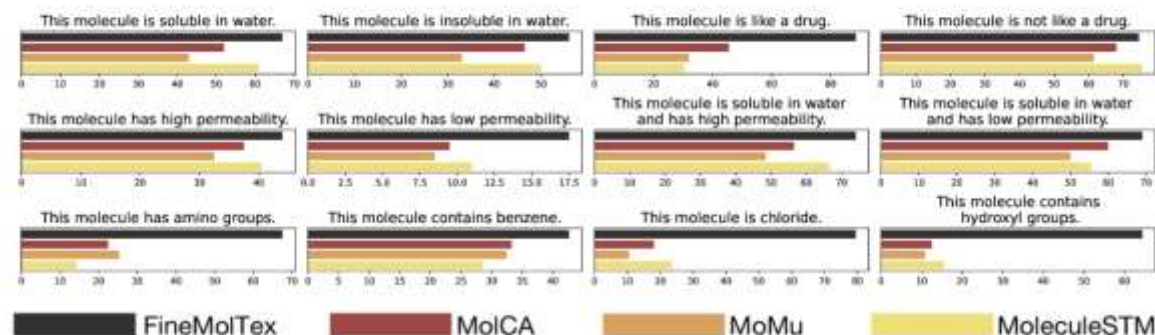 This molecule is soluble in water. This molecule is insoluble in water. This molecule is like a drug. This molecule is not like a drug.
0 10 20 30 40 50 60 70 0 10 20 30 40 50 20 40 60 80 0 10 20 30 40 50 60 70
This molecule has high permeability. This molecule has low permeability. This molecule is soluble in water
and has high permeability. This molecule is soluble in water
and has low permeability.
0 10 20 30 40 0.0 2.5 5.0 7.5 10.0 12.5 15.0 17.5 0 10 20 30 40 50 60 70 0 10 20 30 40 50 60 70
This molecule has amino groups. This molecule contains benzene. This molecule is chloride. This molecule contains
hydroxyl groups.
0 10 20 30 40 50 60 70 0 5 10 15 20 25 30 35 40 0 10 20 30 40 50 60 70 80 0 10 20 30 40 50 60
FineMolTex MolCA MoMu MoleculeSTM